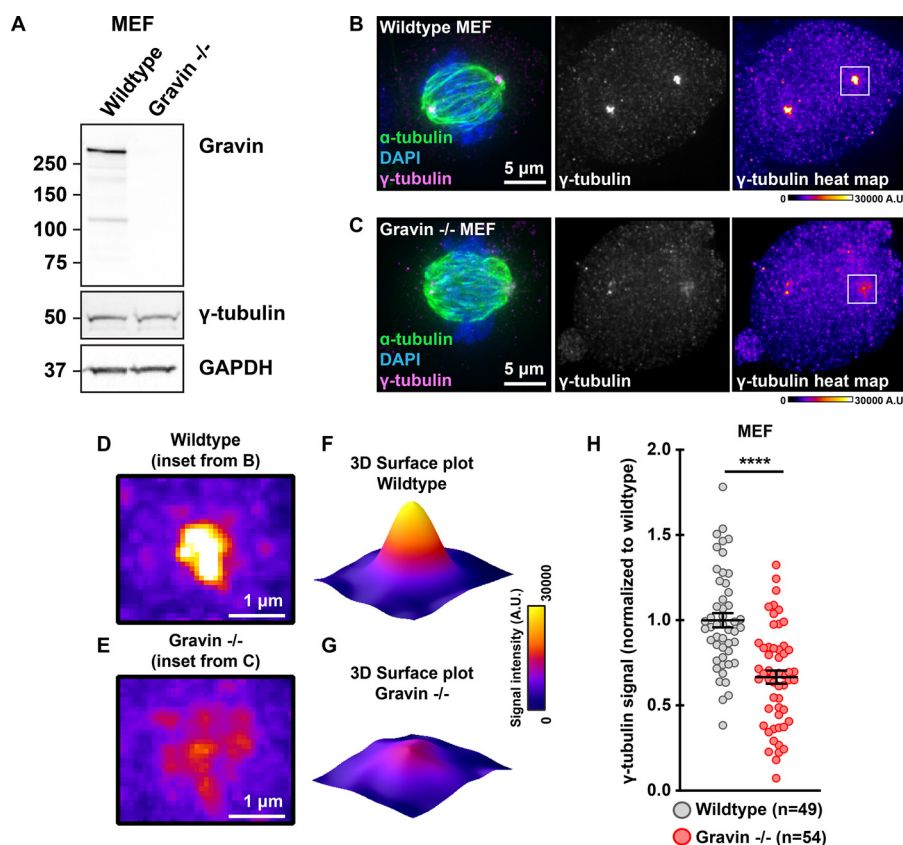 A
MEF
Wildtype
Gravin -/-
250
150
100
75
50
37
Gravin
γ-tubulin
GAPDH
B
Wildtype MEF
α-tubulin
DAPI
γ-tubulin
5 µm
γ-tubulin
γ-tubulin heat map
0
30000 A.U.
C
Gravin -/- MEF
α-tubulin
DAPI
γ-tubulin
5 µm
γ-tubulin
γ-tubulin heat map
0
30000 A.U.
D
Wildtype
(inset from B)
1 µm
E
Gravin -/-
(inset from C)
1 µm
F
3D Surface plot
Wildtype
G
3D Surface plot
Gravin -/-
Signal intensity (A.U.)
30000
0
H
MEF
****
γ-tubulin signal (normalized to wildtype)
2.0
1.5
1.0
0.5
0.0
Wildtype (n=49)
Gravin -/- (n=54)